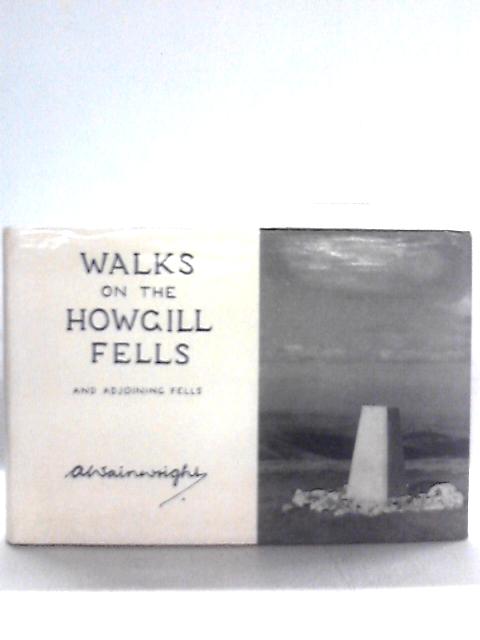 WALKS
ON THE
HOWGILL
FELLS
AND ADJOINING FELLS
AWainwright